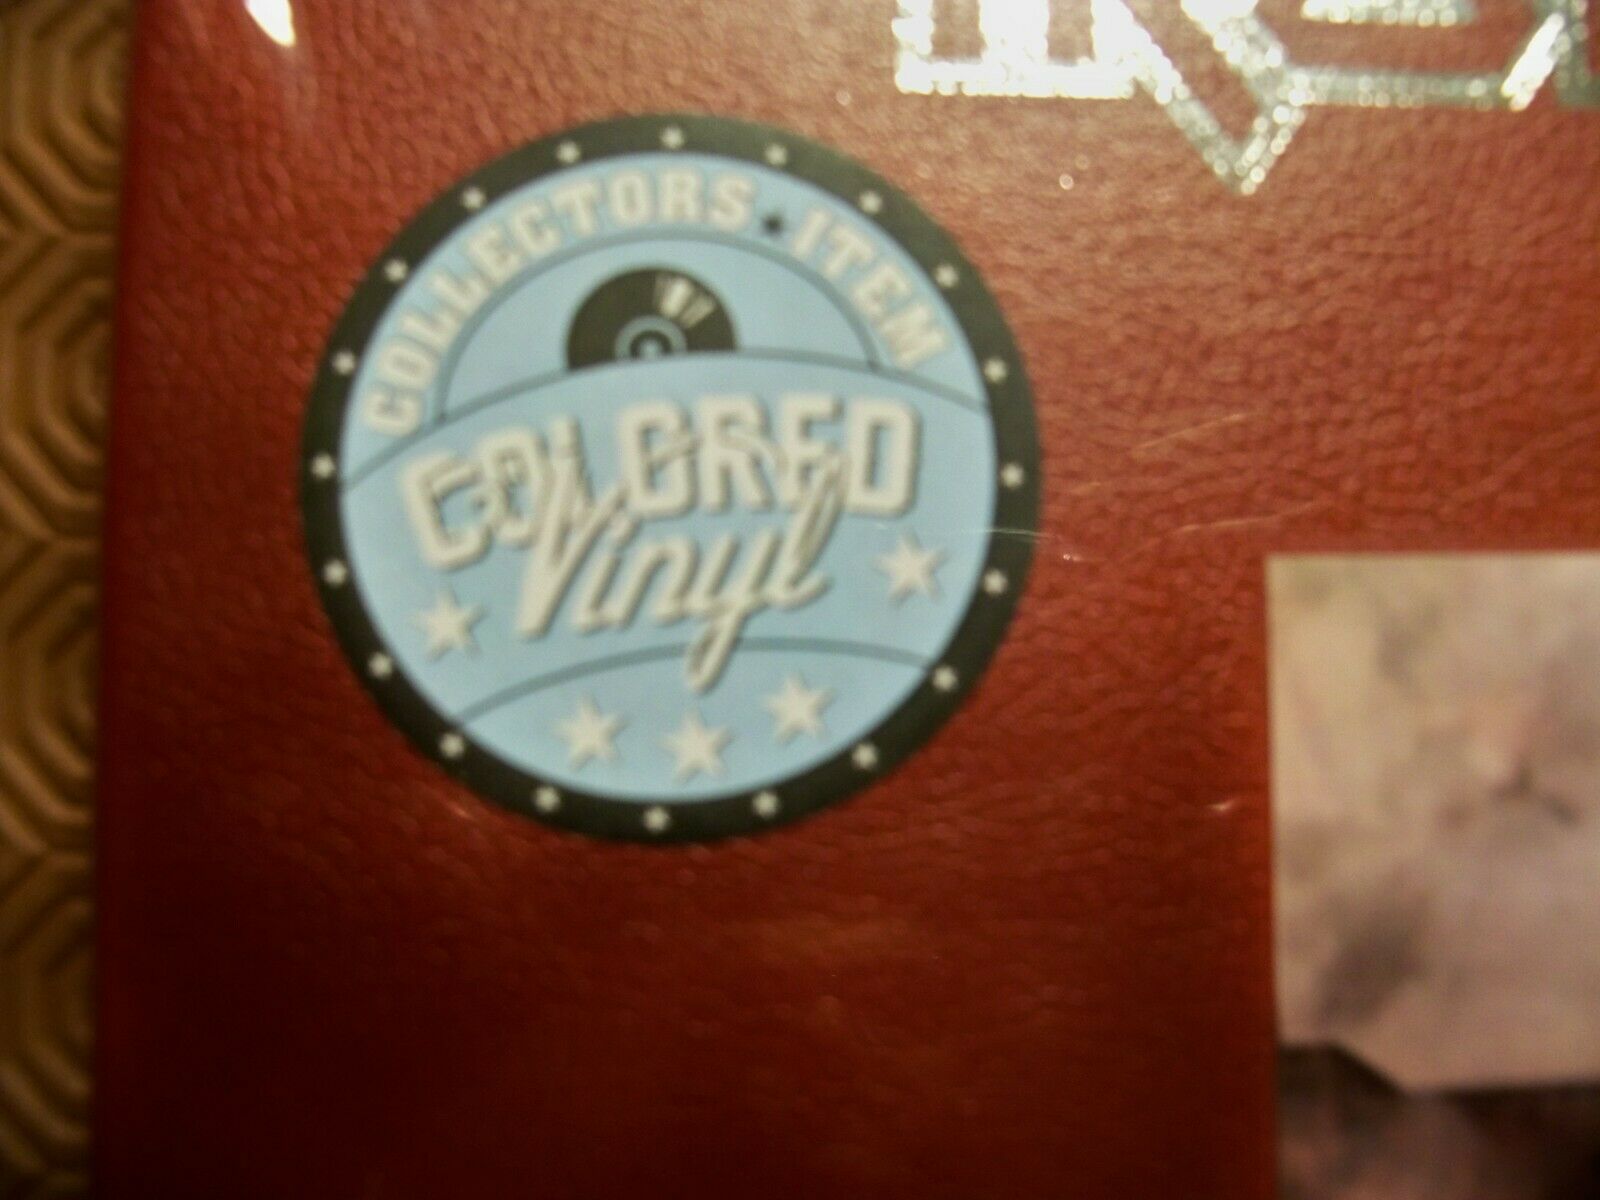 COLLECTORS ★ ITEM
COLORED
Vinyl